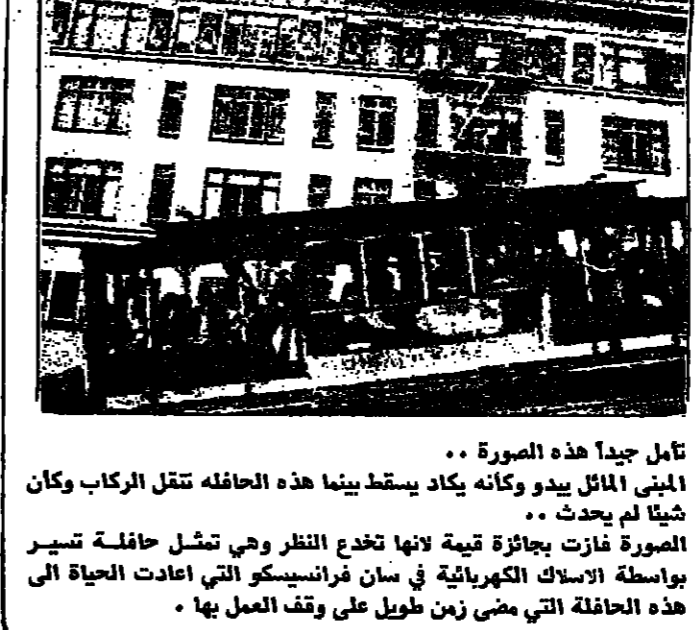 تأمل جيداً هذه الصورة ..
المبنى المائل يبدو وكأنه يكاد يسقط بينما هذه الحافله تنقل الركاب وكأن
شيئا لم يحدث ..
الصورة فازت بجائزة قيمة لانها تخدع النظر وهي تمثل حافلة تسير
بواسطة الاسلاك الكهربائية في سان فرانسيسكو التي اعادت الحياة الى
هذه الحافلة التي مضى زمن طويل على وقف العمل بها .